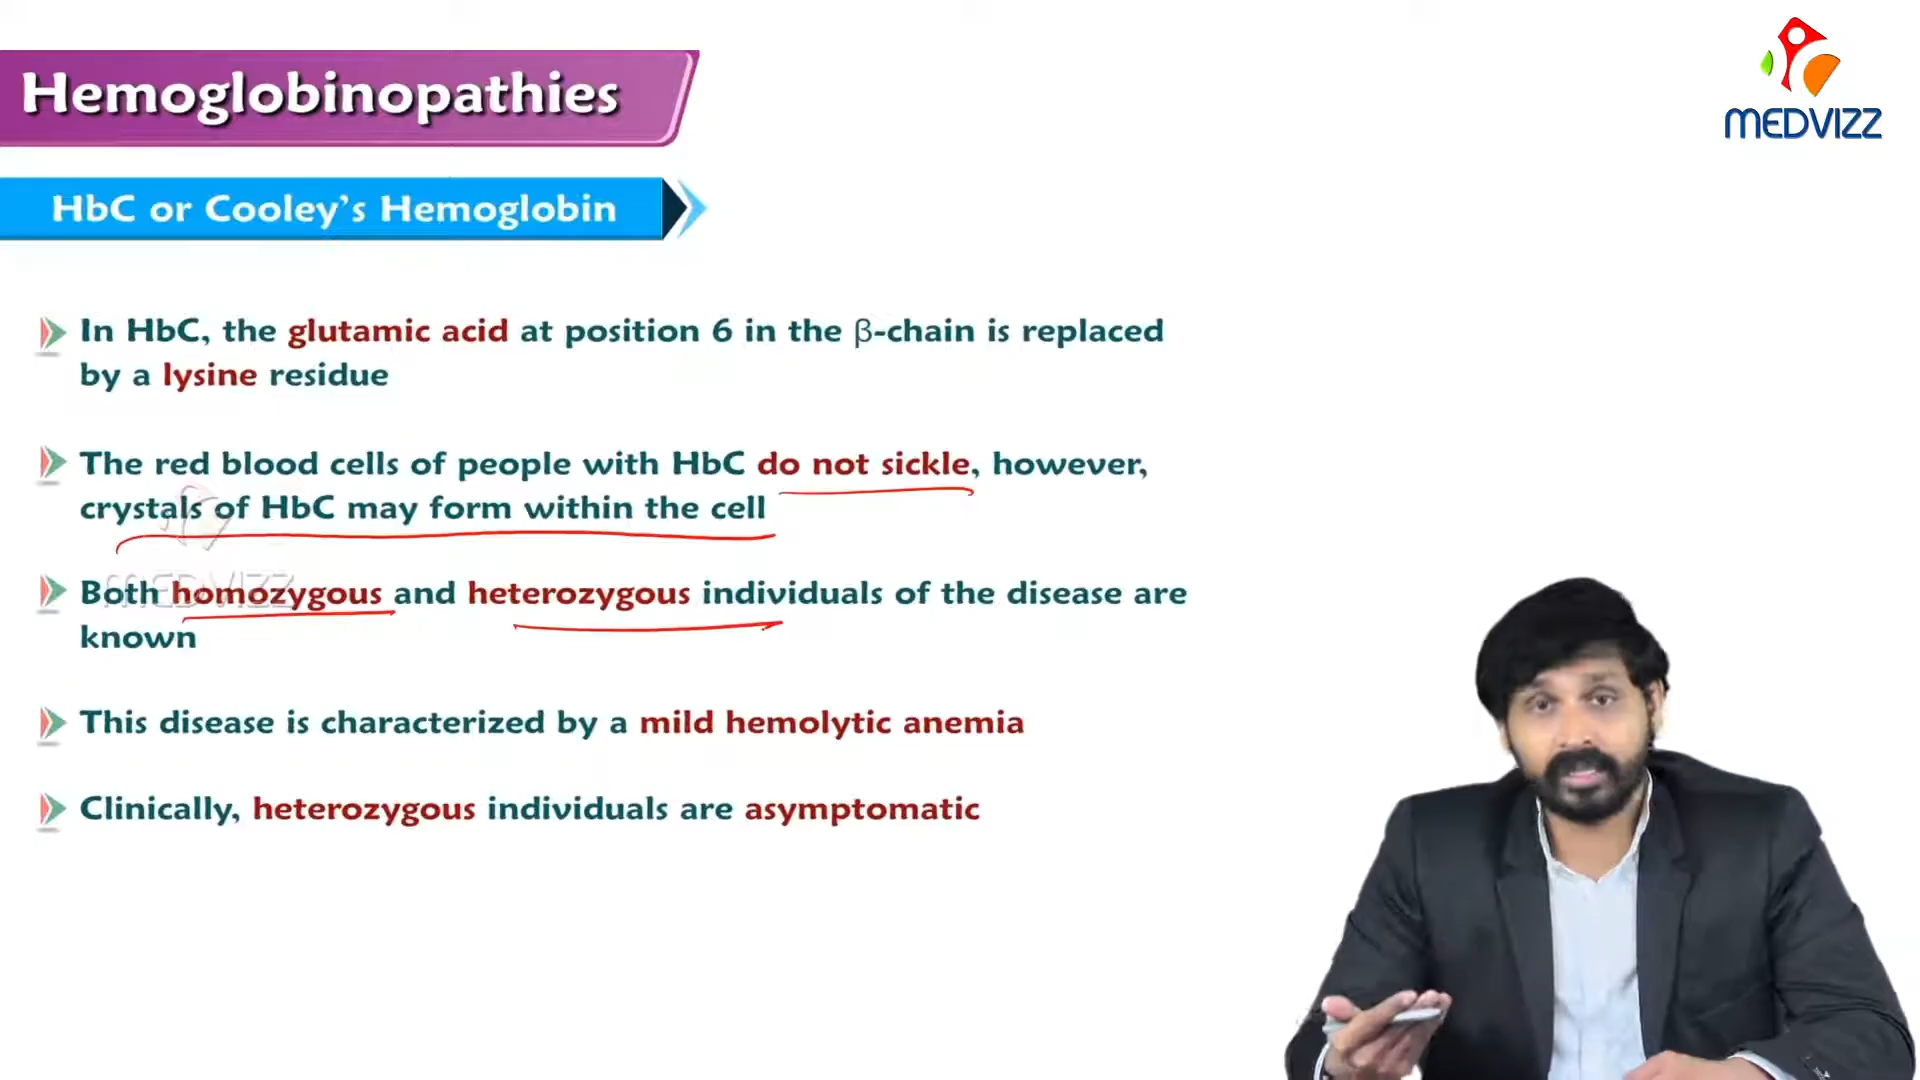 Hemoglobinopathies
MEDVIZZ
HbC or Cooley's Hemoglobin
In HbC, the glutamic acid at position 6 in the β-chain is replaced
by a lysine residue
The red blood cells of people with HbC do not sickle, however,
crystals of HbC may form within the cell
MEDVIZZ
Both homozygous and heterozygous individuals of the disease are
known
This disease is characterized by a mild hemolytic anemia
Clinically, heterozygous individuals are asymptomatic